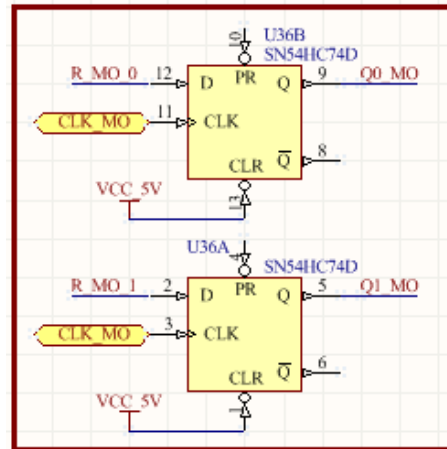 10 U36B
SN54HC74D
R_MO_0 12 D PR Q 9 Q0_MO
CLK_MO 11 CLK
Q 8
CLR
VCC_5V 13
U36A 4
SN54HC74D
R_MO_1 2 D PR Q 5 Q1_MO
CLK_MO 3 CLK
Q 6
CLR
VCC_5V 1